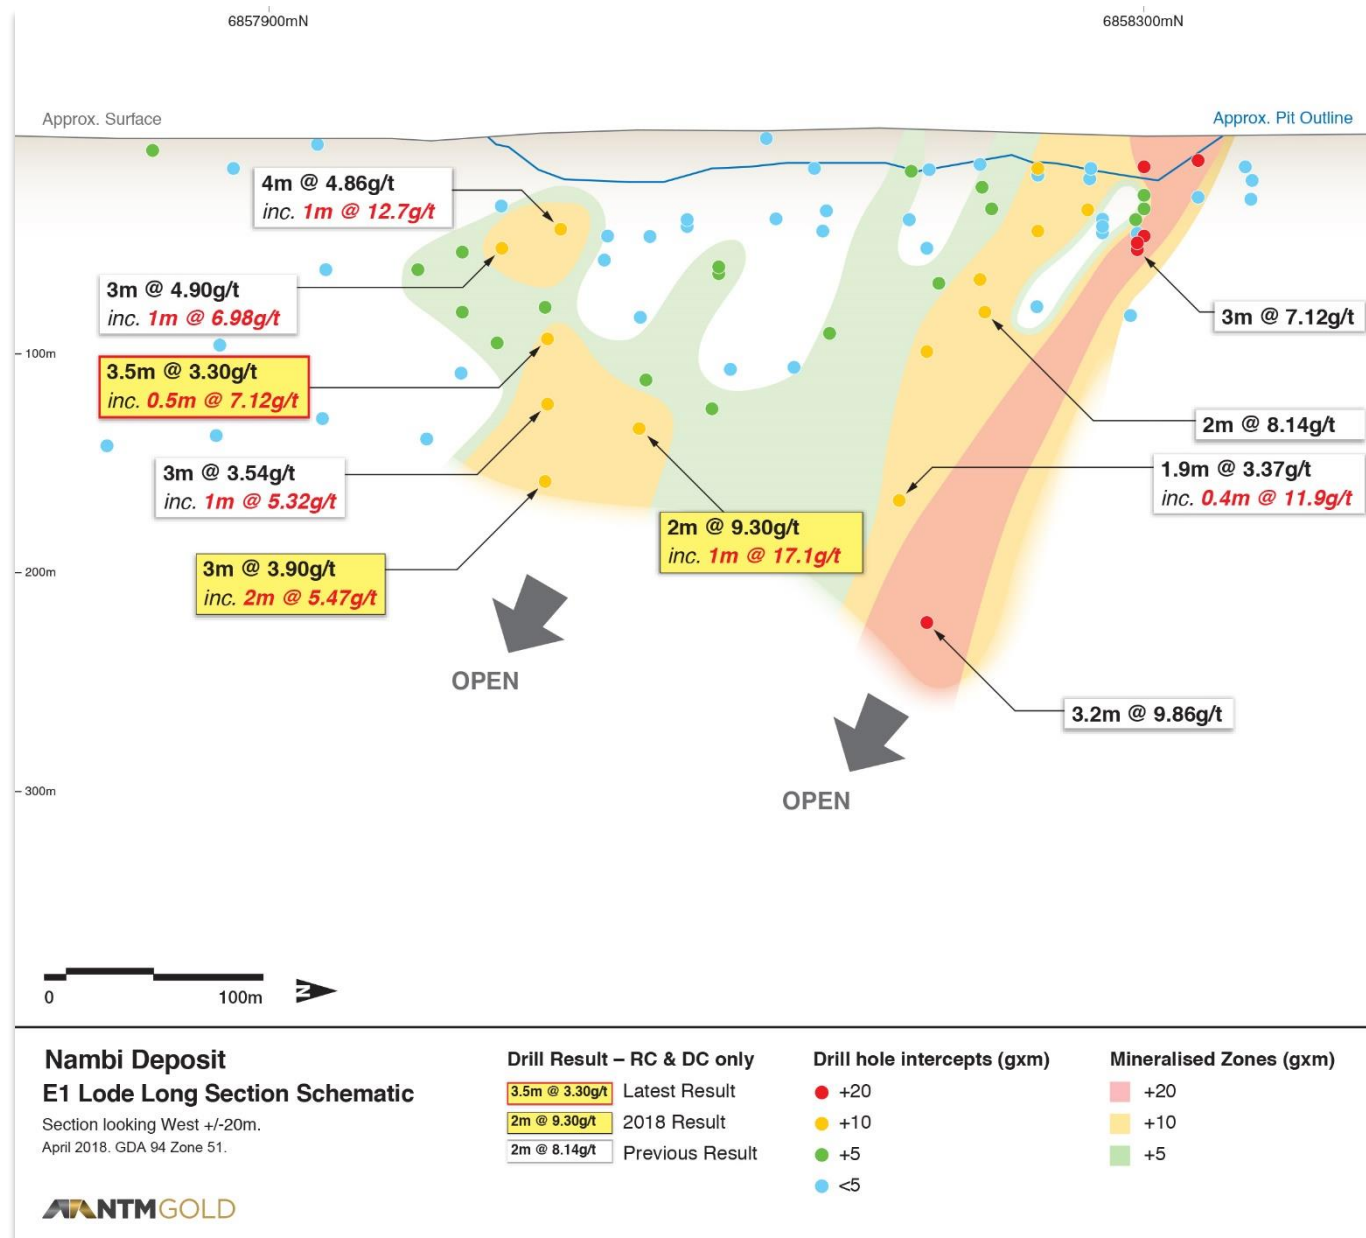 6857900mN
6858300mN
Approx. Surface
Approx. Pit Outline
4m @ 4.86g/t
inc. 1m @ 12.7g/t
3m @ 4.90g/t
inc. 1m @ 6.98g/t
3m @ 7.12g/t
100m
3.5m @ 3.30g/t
inc. 0.5m @ 7.12g/t
2m @ 8.14g/t
3m @ 3.54g/t
inc. 1m @ 5.32g/t
1.9m @ 3.37g/t
inc. 0.4m @ 11.9g/t
2m @ 9.30g/t
inc. 1m @ 17.1g/t
200m
3m @ 3.90g/t
inc. 2m @ 5.47g/t
OPEN
3.2m @ 9.86g/t
300m
OPEN
0
100m
N
Nambi Deposit
E1 Lode Long Section Schematic
Section looking West +/-20m.
April 2018. GDA 94 Zone 51.
NTMGOLD
Drill Result – RC & DC only
3.5m @ 3.30g/t Latest Result
2m @ 9.30g/t 2018 Result
2m @ 8.14g/t Previous Result
Drill hole intercepts (gxm)
+20
+10
+5
<5
Mineralised Zones (gxm)
+20
+10
+5